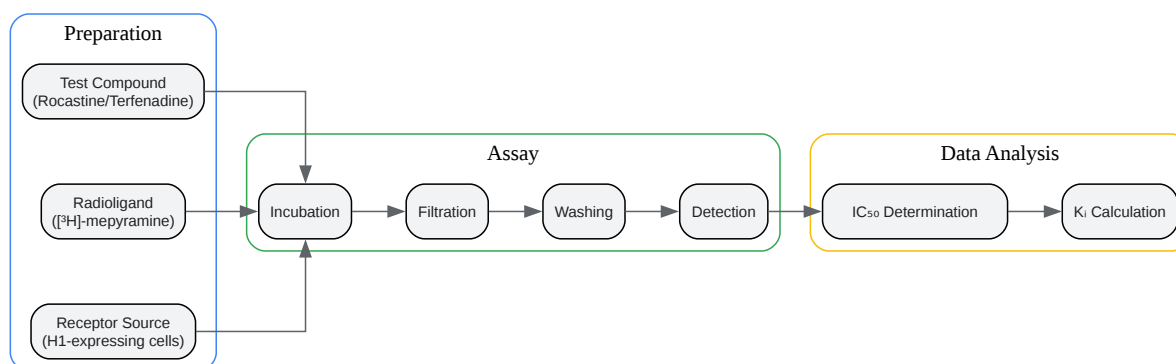 Preparation
Test Compound
(Rocastine/Terfenadine)
Radioligand
([³H]-mepyramine)
Receptor Source
(H1-expressing cells)
Assay
Incubation
Filtration
Washing
Detection
Data Analysis
IC₅₀ Determination
Kᵢ Calculation